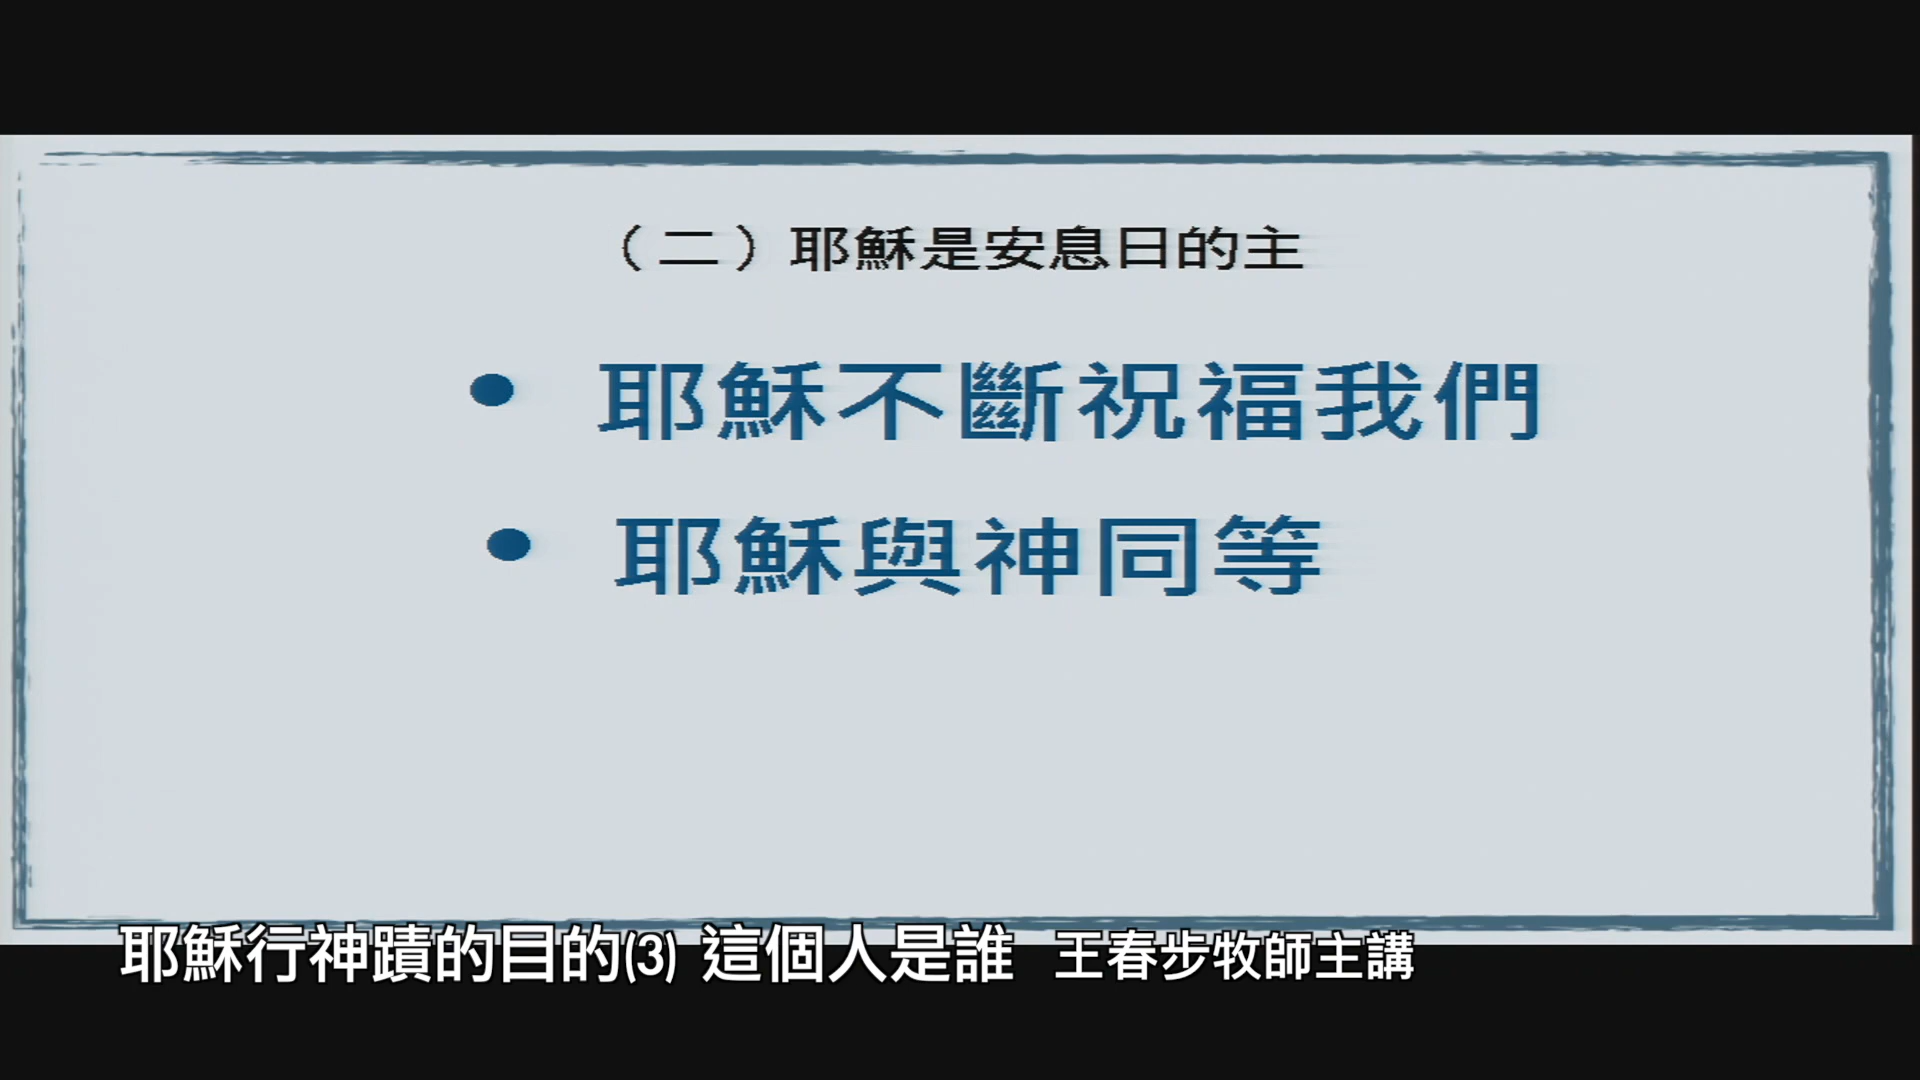 （二）耶穌是安息日的主
• 耶穌不斷祝福我們
• 耶穌與神同等
耶穌行神蹟的目的(3) 這個人是誰 王春步牧師主講